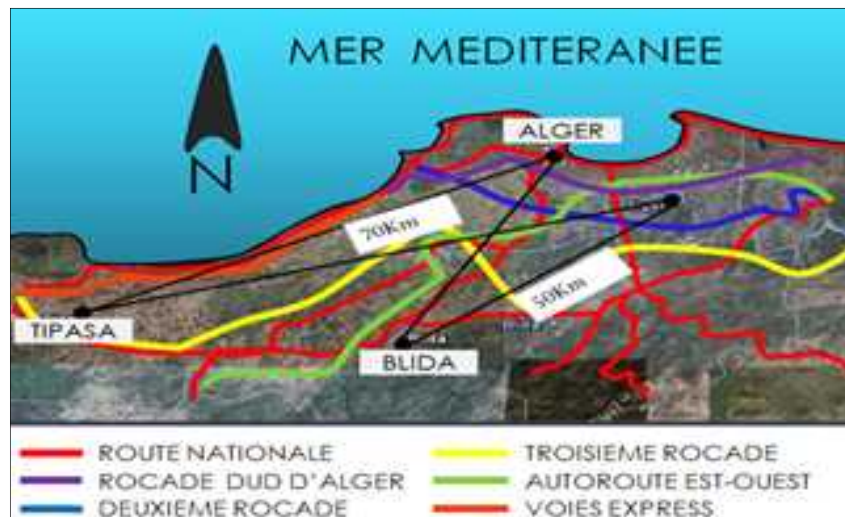 MER MEDITERANEE
ALGER
N
70Km
50Km
TIPASA
BLIDA
ROUTE NATIONALE
TROISIEME ROCADE
ROCADE DUD D'ALGER
AUTOROUTE EST-OUEST
DEUXIEME ROCADE
VOIES EXPRESS